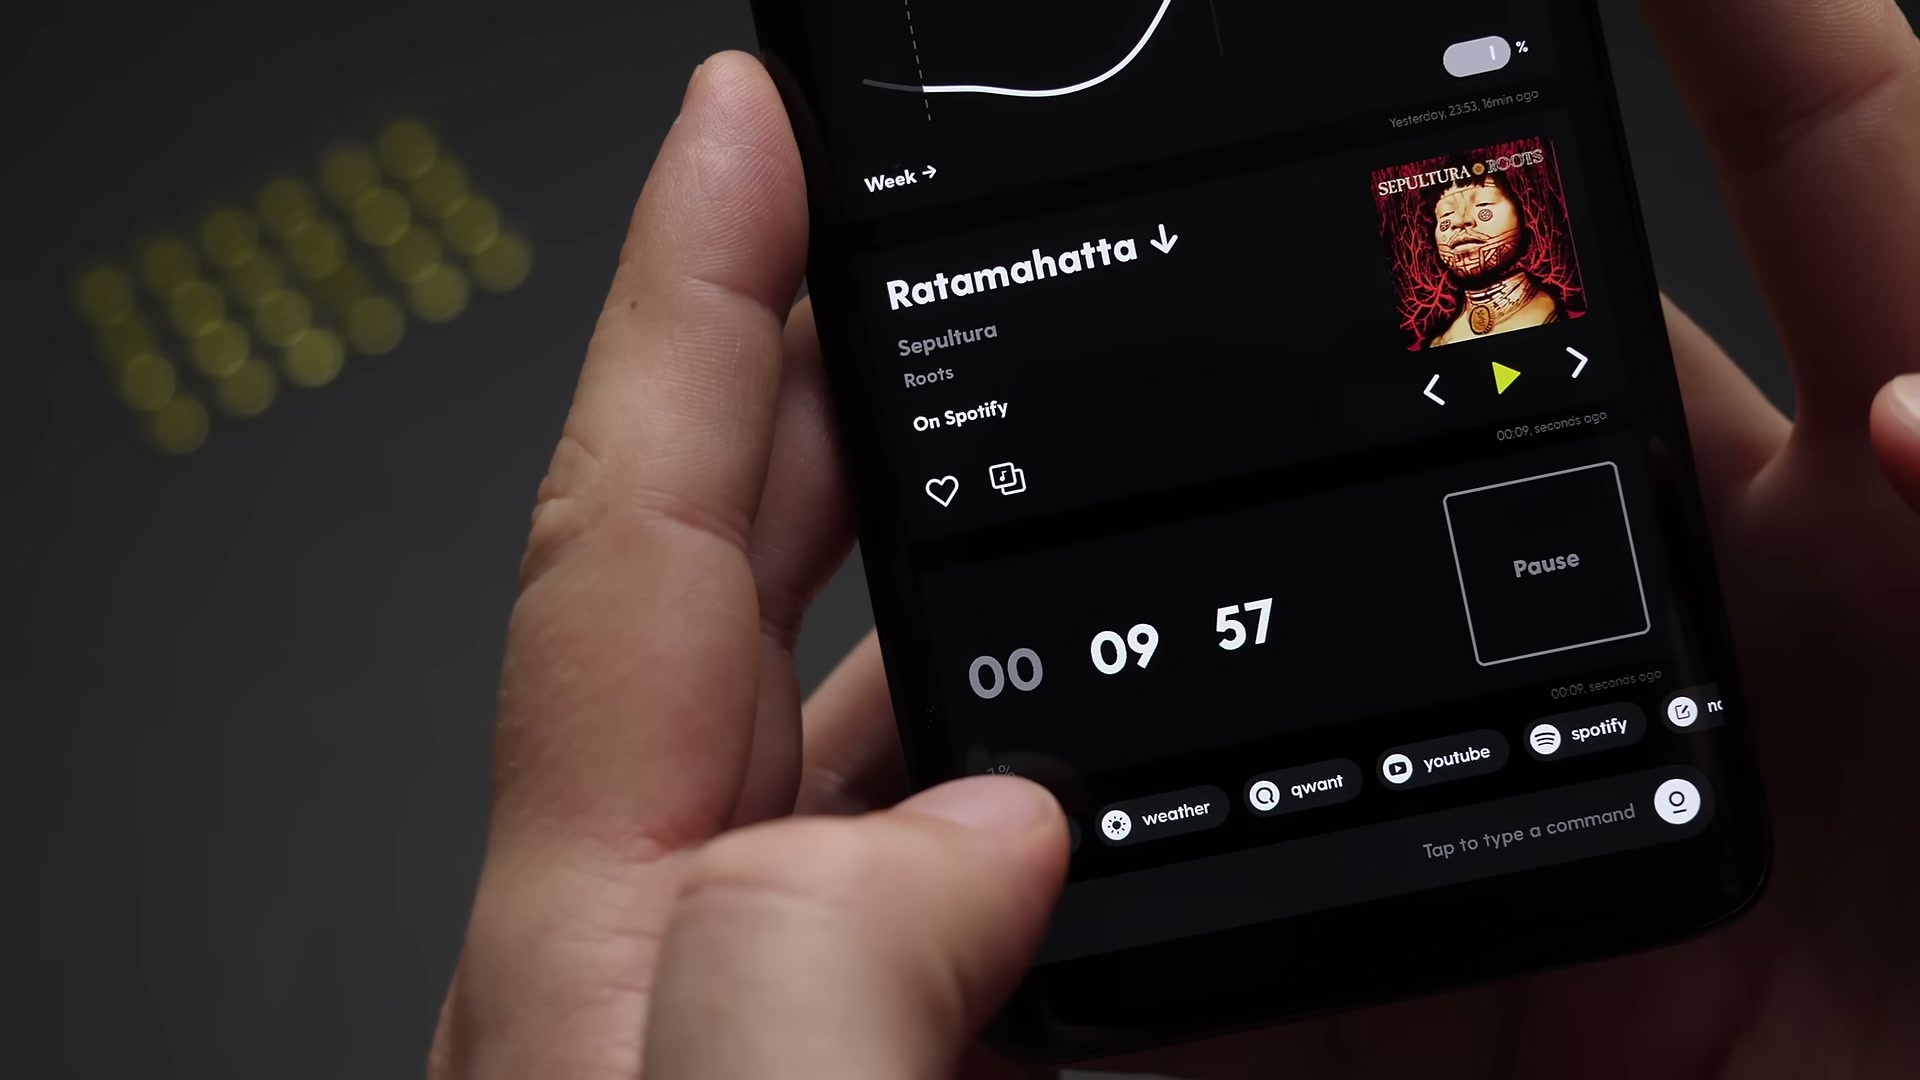 %
Yesterday, 23:53, 16min ago
Week →
SEPULTURA ROOTS
Ratamahatta ↓
Sepultura
Roots
On Spotify
00:09, seconds ago
Pause
00 09 57
00:09, seconds ago
1%
weather qwant youtube spotify
Tap to type a command